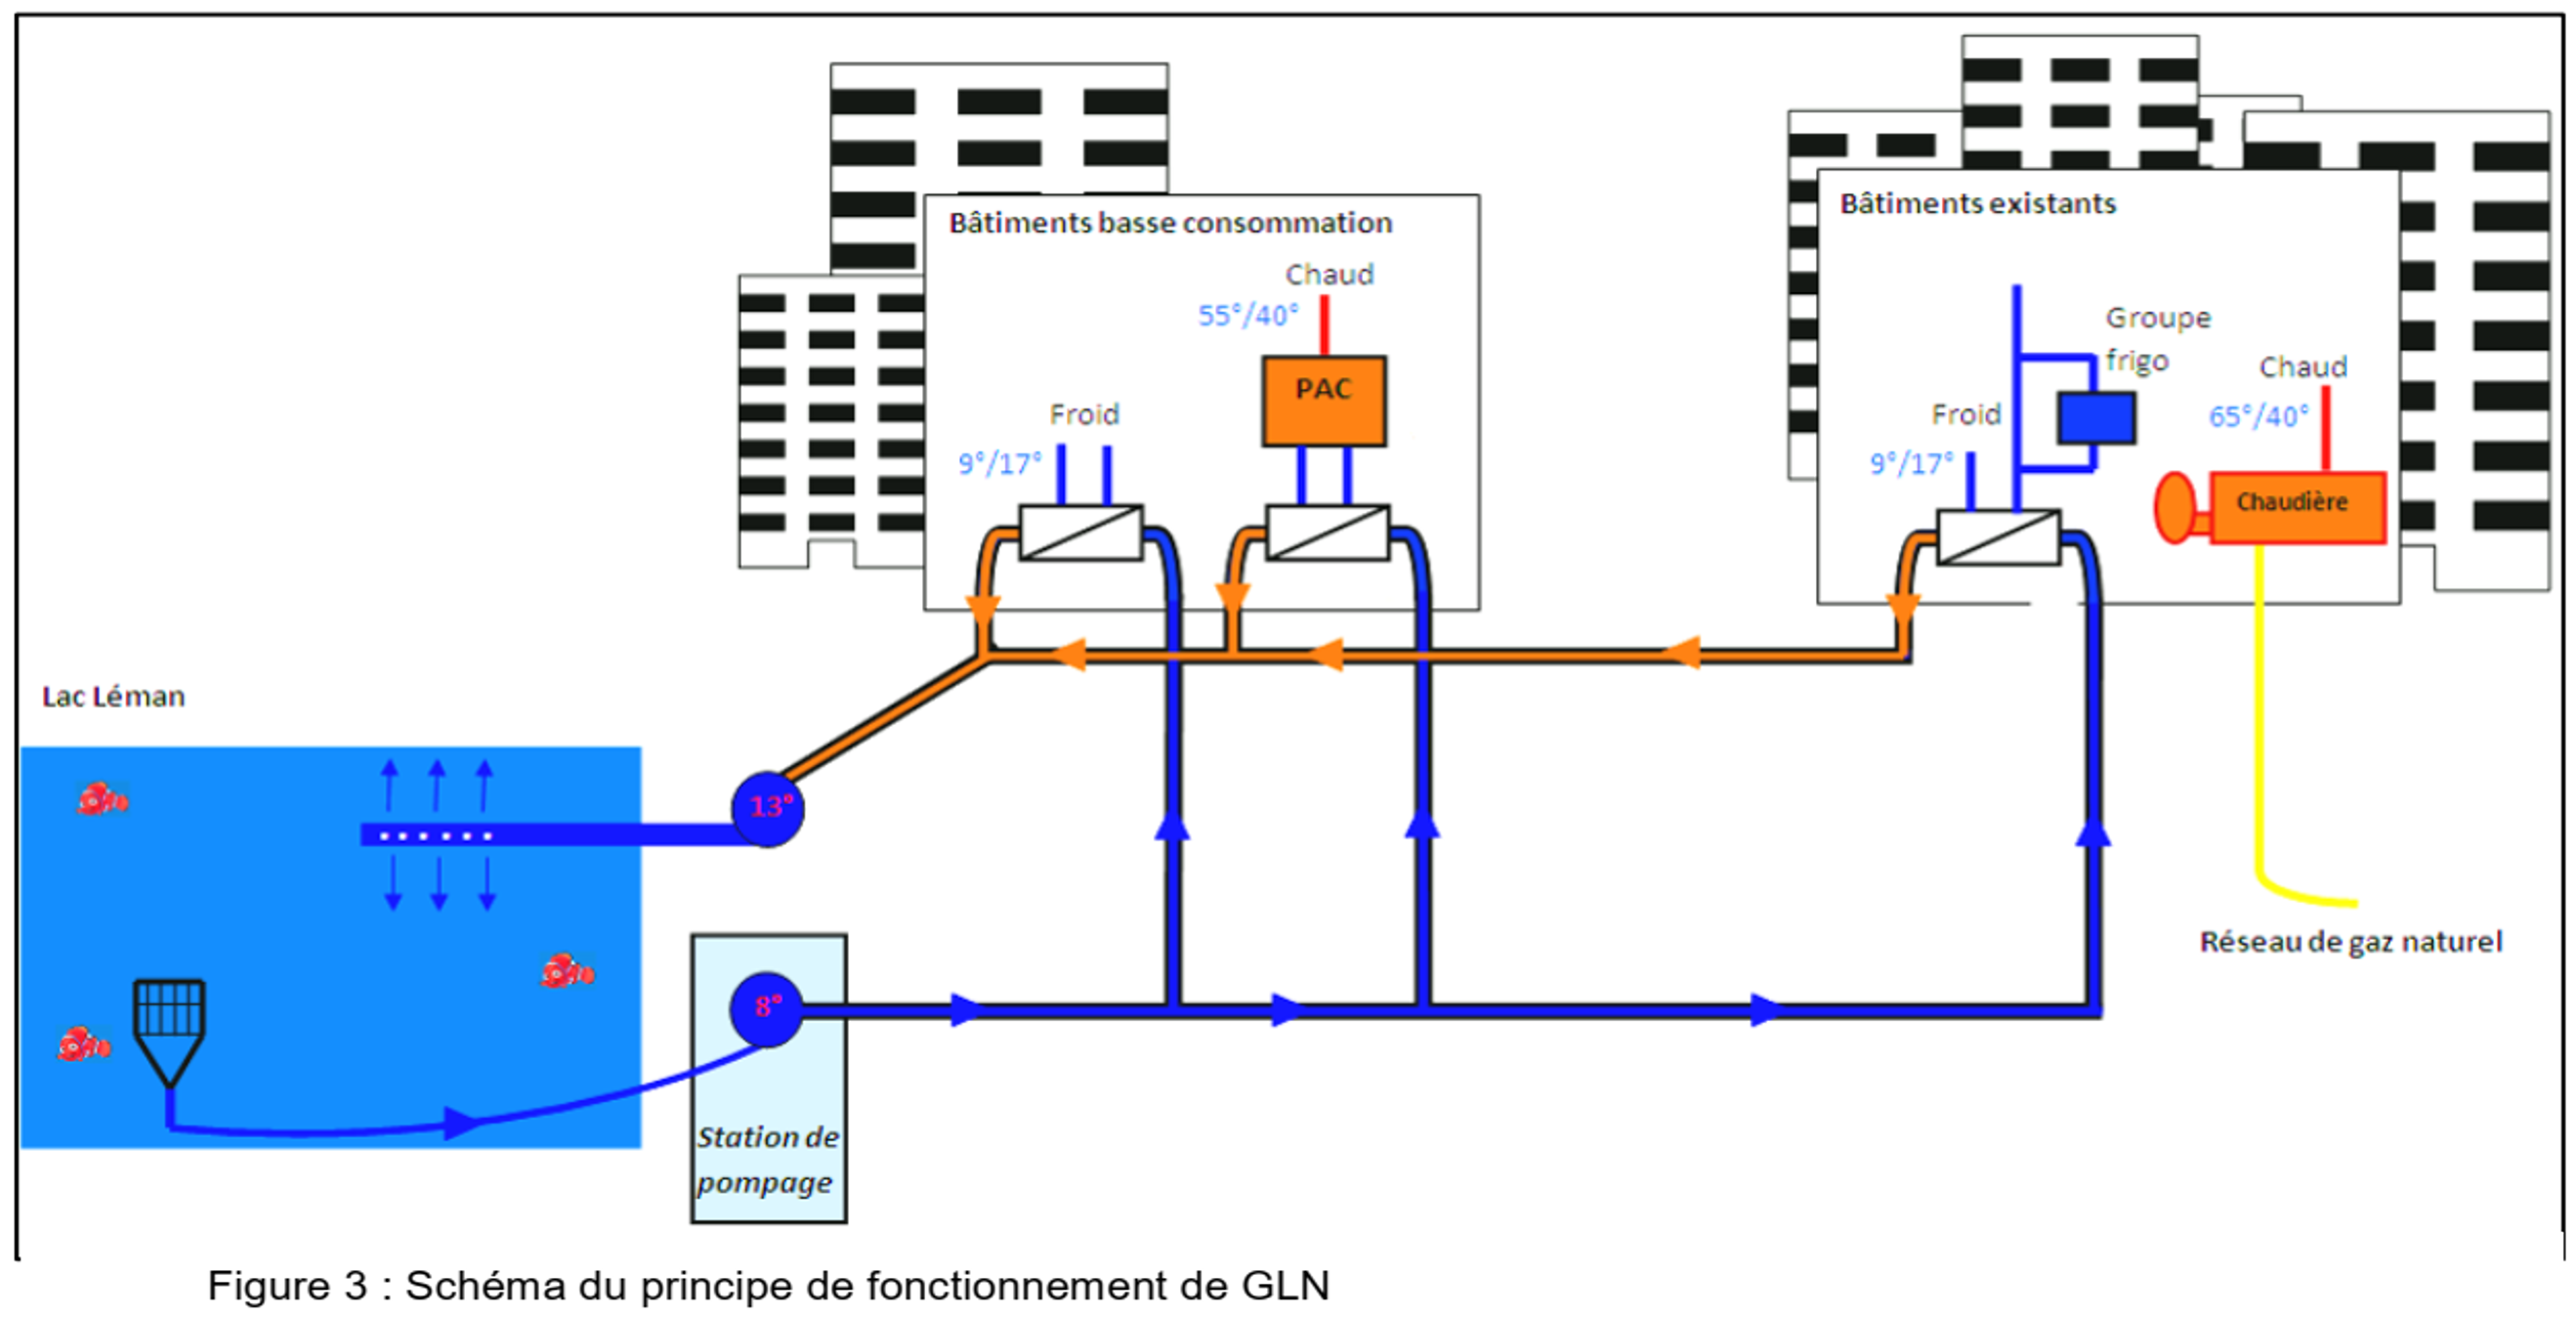 Bâtiments basse consommation
Chaud
55°/40°
PAC
Froid
9°/17°
Bâtiments existants
Groupe
frigo
Chaud
Froid
65°/40°
9°/17°
Chaudière
Lac Léman
13°
8°
Station de
pompage
Réseau de gaz naturel
Figure 3 : Schéma du principe de fonctionnement de GLN